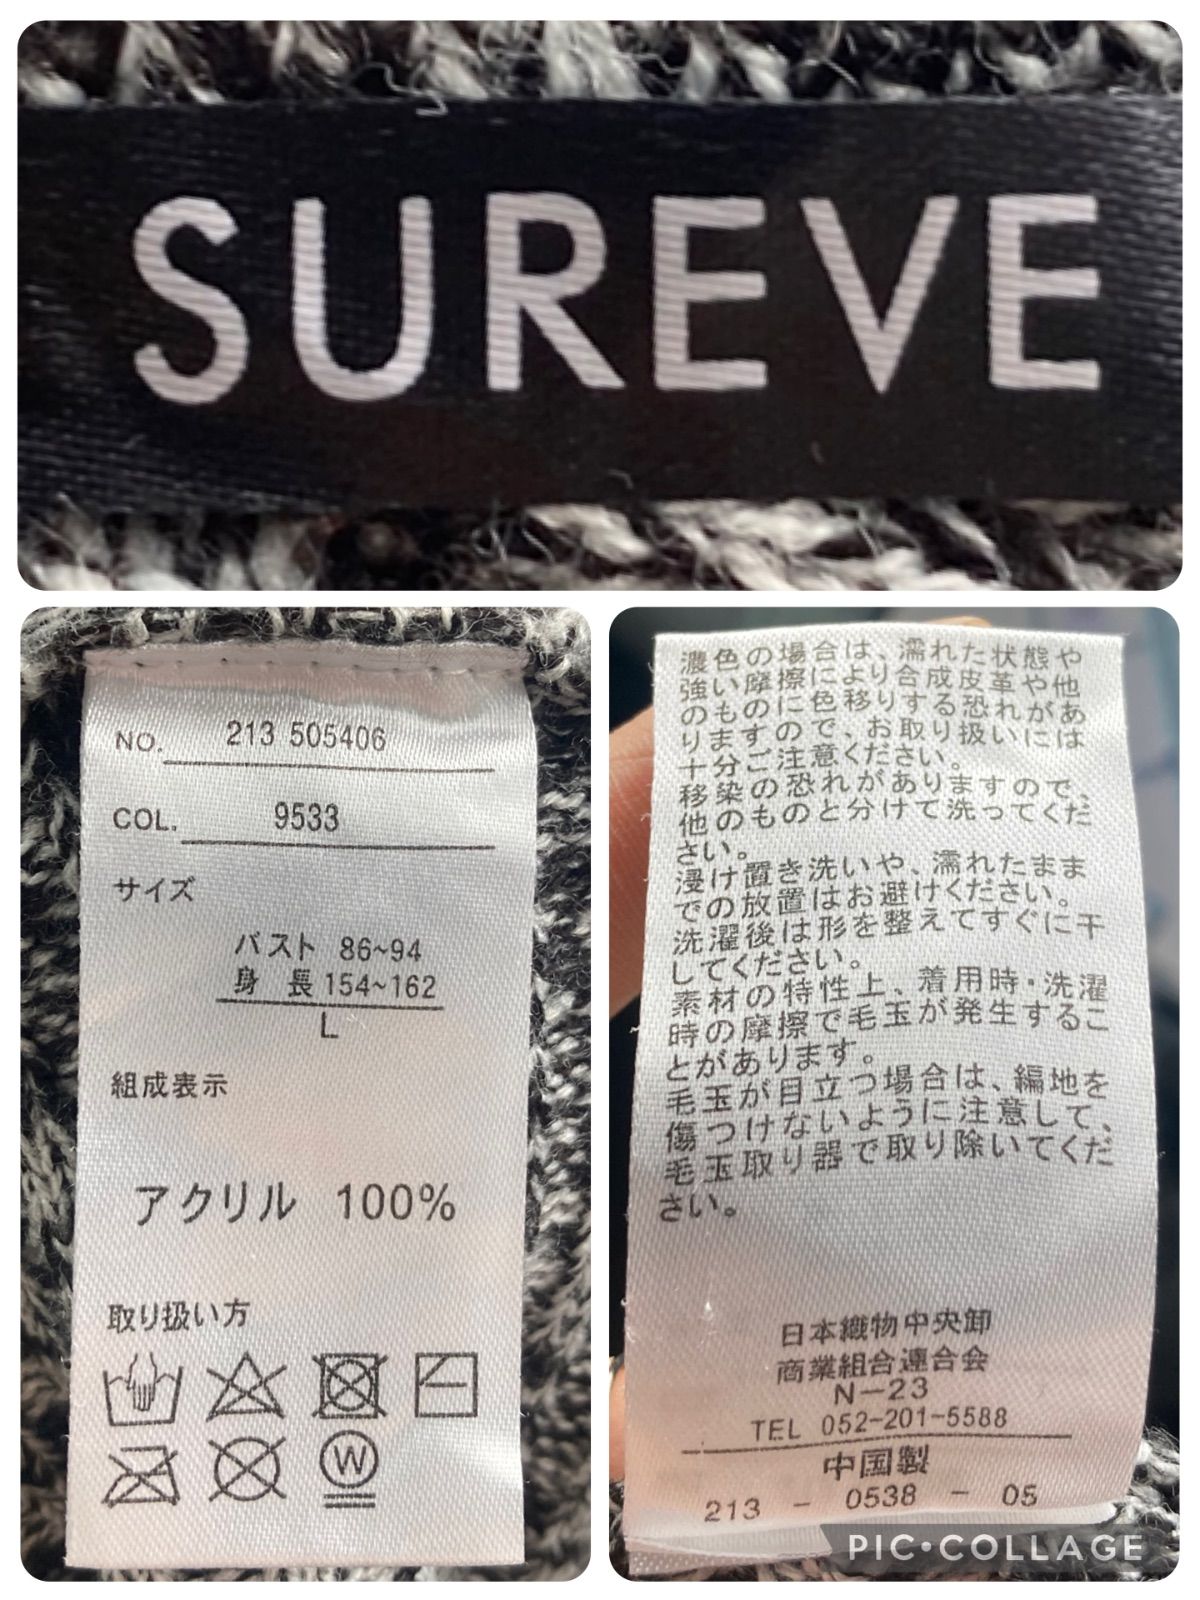 SUREVE
NO. 213 505406
COL. 9533
サイズ
バスト 86~94
身 長 154~162
L
組成表示
アクリル 100%
取り扱い方
W
濃色の場合は、濡れた状態や
強い摩擦により合成皮革や他
のものに色移りする恐れがあ
りますので、お取り扱いには
十分ご注意ください。
移染の恐れがありますので、
他のものと分けて洗ってくだ
さい。
浸け置き洗いや、濡れたまま
での放置はお避けください。
洗濯後は形を整えてすぐに干
してください。
素材の特性上、着用時・洗濯
時の摩擦で毛玉が発生するこ
とがあります。
毛玉が目立つ場合は、編地を
傷つけないように注意して、
毛玉取り器で取り除いてくだ
さい。
日本織物中央卸
商業組合連合会
N-23
TEL 052-201-5588
中国製
213 - 0538 - 05
PIC•COLLAGE